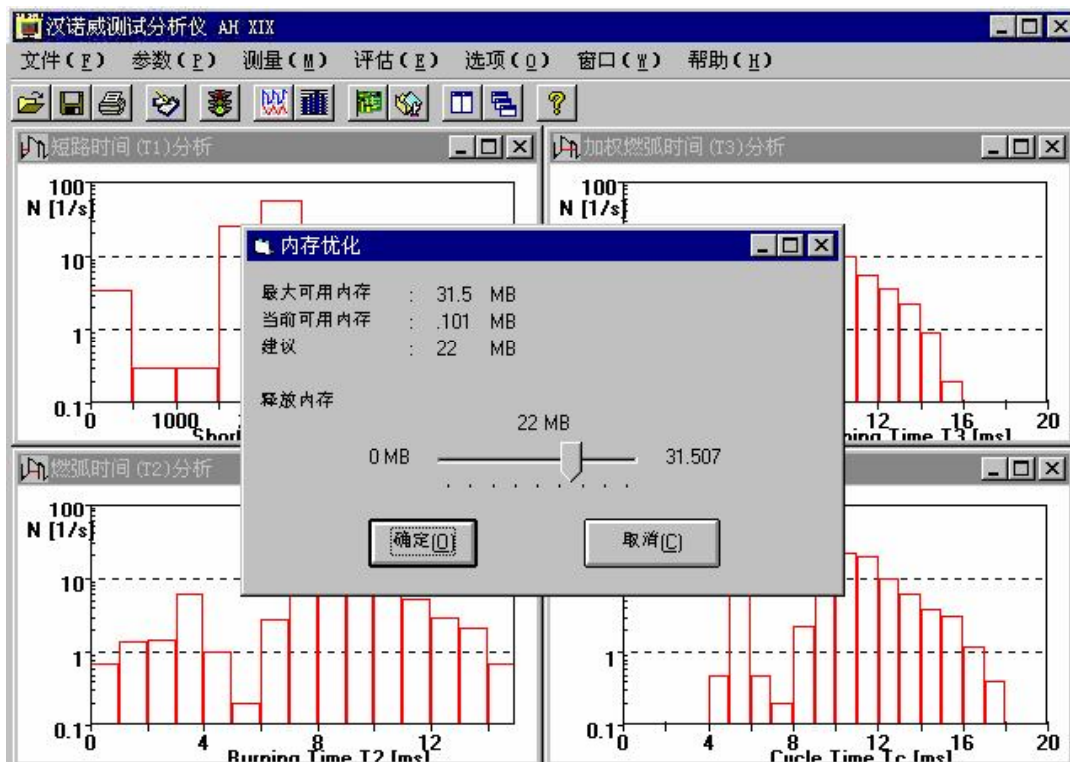 汉诺威测试分析仪 AH XIX
文件(F) 参数(P) 测量(M) 评估(E) 选项(O) 窗口(W) 帮助(H)
短路时间(T1)分析
100
N [1/s]
10
1
0.1
0 1000
加权燃弧时间(T3)分析
100
N [1/s]
12 16 20
Time T3 [ms]
内存优化
最大可用内存 : 31.5 MB
当前可用内存 : .101 MB
建议 : 22 MB
释放内存
22 MB
0 MB 31.507
确定(O) 取消(C)
燃弧时间(T2)分析
100
N [1/s]
10
1
0.1
0 4 8 12
Burning Time T2 [ms]
1
0.1
0 4 8 12 16 20
Cycle Time Tc [ms]